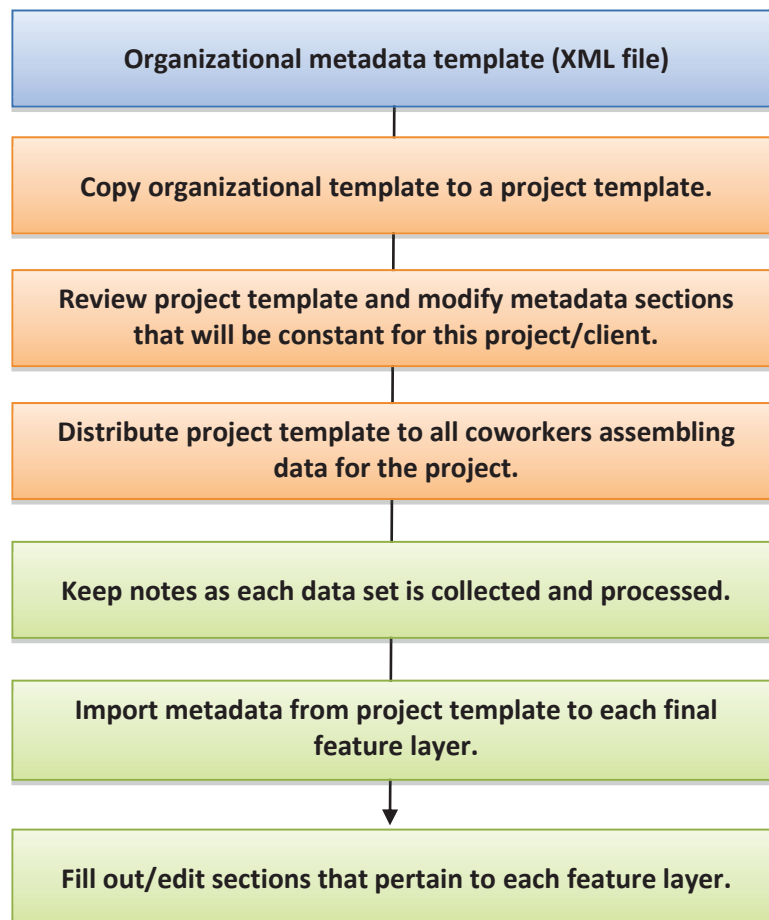 Organizational metadata template (XML file)
Copy organizational template to a project template.
Review project template and modify metadata sections
that will be constant for this project/client.
Distribute project template to all coworkers assembling
data for the project.
Keep notes as each data set is collected and processed.
Import metadata from project template to each final
feature layer.
Fill out/edit sections that pertain to each feature layer.